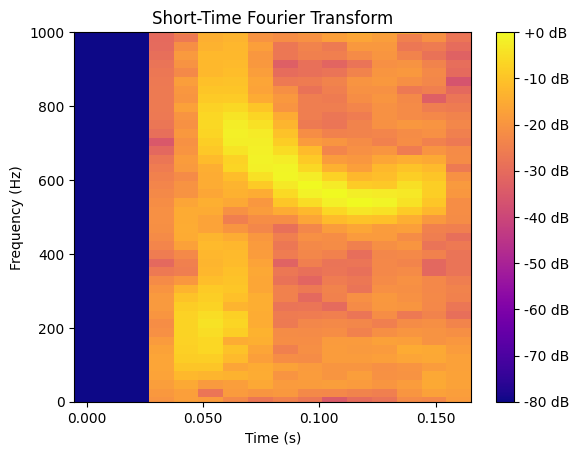 Short-Time Fourier Transform
Frequency (Hz)
1000
800
600
400
200
0
0.000
0.050
0.100
0.150
Time (s)
+0 dB
-10 dB
-20 dB
-30 dB
-40 dB
-50 dB
-60 dB
-70 dB
-80 dB